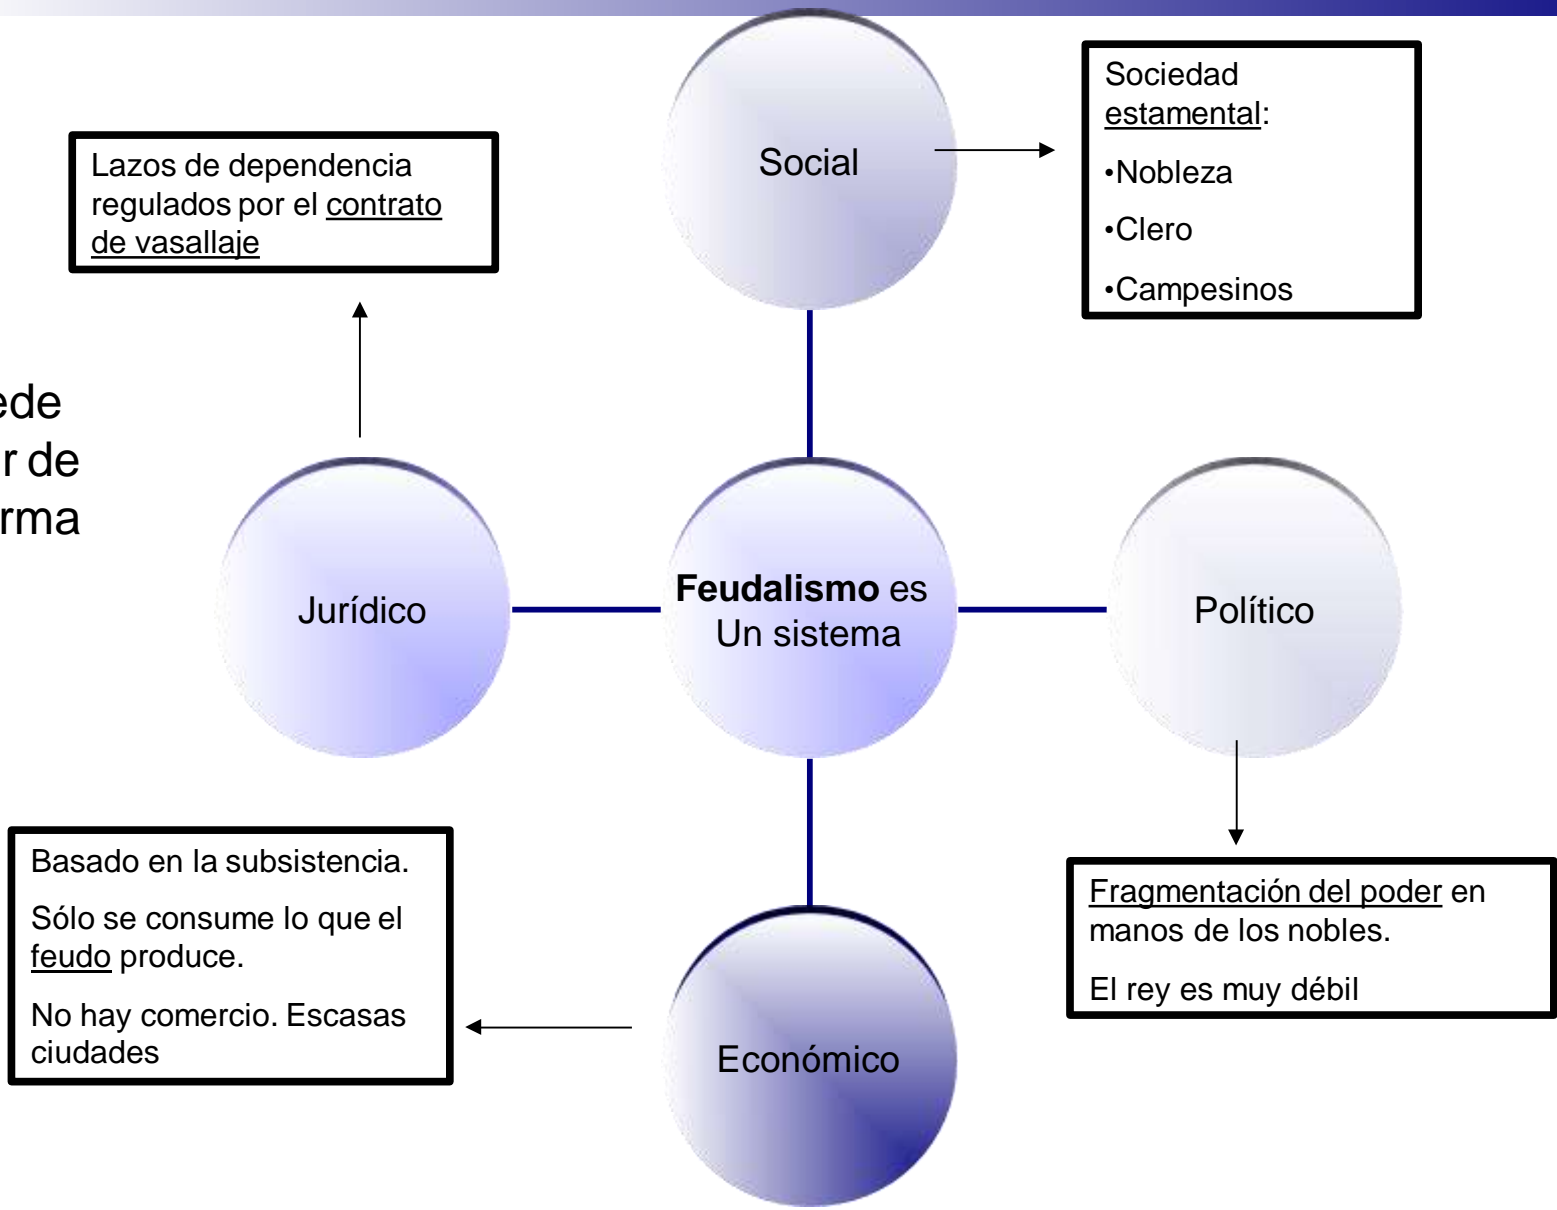 Social
Sociedad
estamental:
•Nobleza
•Clero
•Campesinos
Lazos de dependencia
regulados por el contrato
de vasallaje
de
Jurídico
Feudalismo es
Un sistema
Político
Basado en la subsistencia.
Sólo se consume lo que el
feudo produce.
No hay comercio. Escasas
ciudades
Económico
Fragmentación del poder en
manos de los nobles.
El rey es muy débil